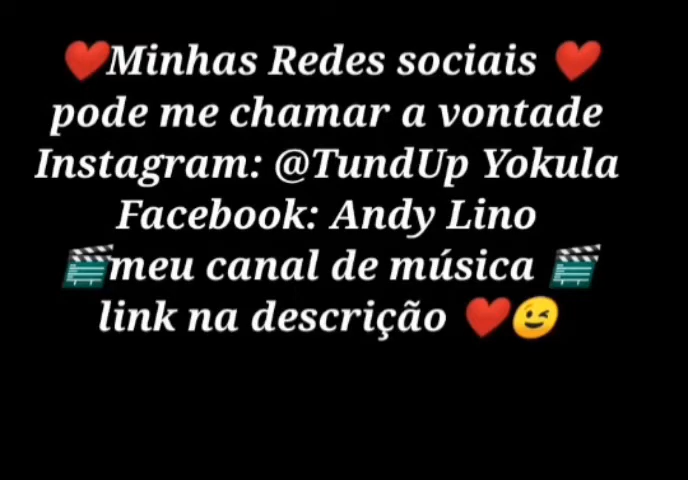 ❤️Minhas Redes sociais ❤️
pode me chamar a vontade
Instagram: @TundUp Yokula
Facebook: Andy Lino
🎬meu canal de música 🎬
link na descrição ❤️😉